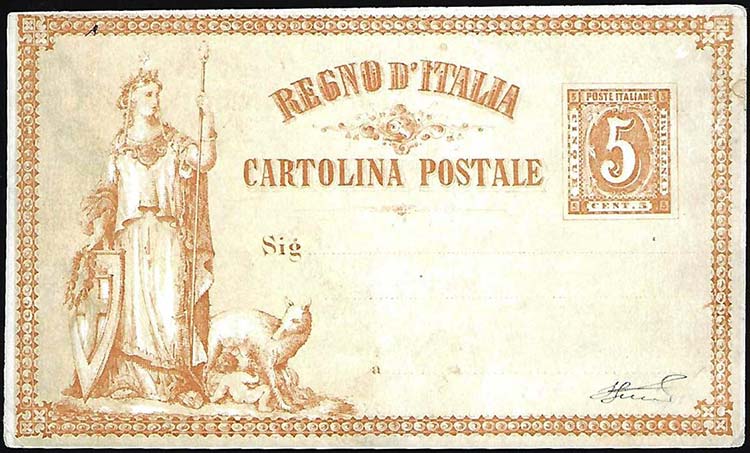 REGNO D'ITALIA
CARTOLINA POSTALE
POSTE ITALIANE
5
CENT. 5
Sig
a